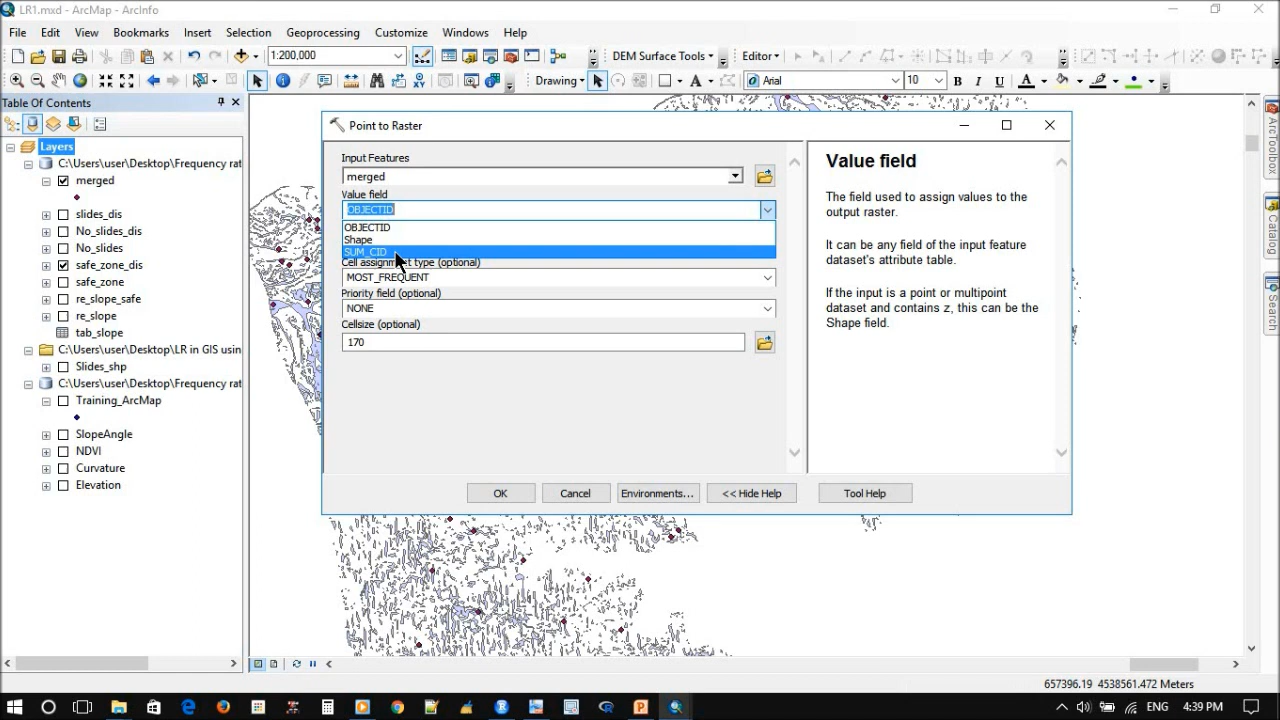 LR1.mxd - ArcMap - ArcInfo
File Edit View Bookmarks Insert Selection Geoprocessing Customize Windows Help
1:200,000 DEM Surface Tools Editor
Drawing Arial 10 B I U A
Table Of Contents
Layers
C:\Users\user\Desktop\Frequency rat
merged
slides_dis
No_slides_dis
No_slides
safe_zone_dis
safe_zone
re_slope_safe
re_slope
tab_slope
C:\Users\user\Desktop\LR in GIS using
Slides_shp
C:\Users\user\Desktop\Frequency rat
Training_ArcMap
SlopeAngle
NDVI
Curvature
Elevation
Point to Raster
Input Features
merged
Value field
OBJECTID
OBJECTID
Shape
SUM_CID
Cell assignment type (optional)
MOST_FREQUENT
Priority field (optional)
NONE
Cellsize (optional)
170
OK Cancel Environments... << Hide Help Tool Help
Value field
The field used to assign values to the
output raster.
It can be any field of the input feature
dataset's attribute table.
If the input is a point or multipoint
dataset and contains z, this can be the
Shape field.
ArcToolbox
Catalog
Search
657396.19 4538561.472 Meters
ENG 4:39 PM